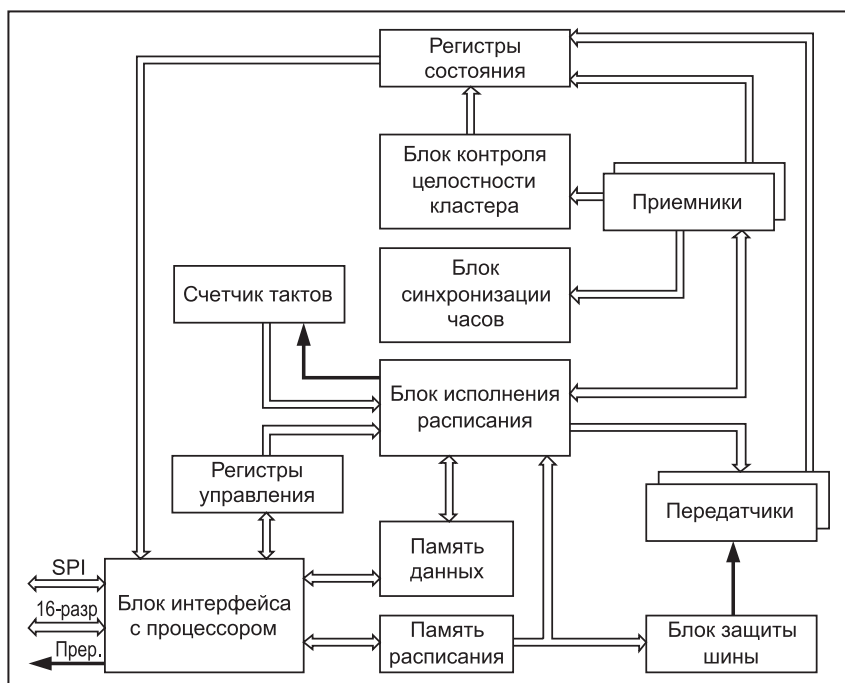 Регистры
состояния
Блок контроля
целостности
кластера
Приемники
Блок
синхронизации
часов
Счетчик тактов
Блок исполнения
расписания
Регистры
управления
Передатчики
Память
данных
SPI
16-разр
Прер.
Блок интерфейса
с процессором
Память
расписания
Блок защиты
шины